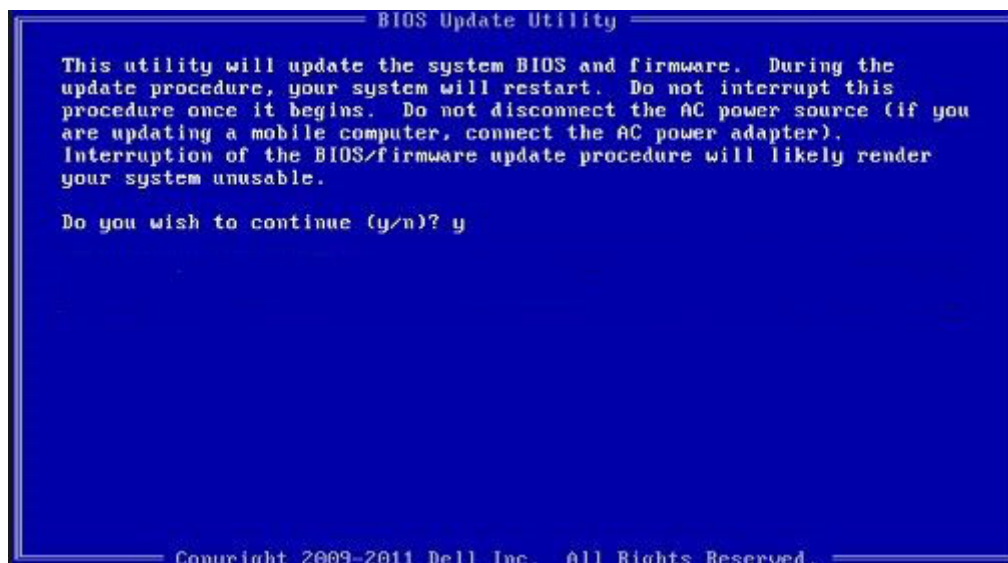 BIOS Update Utility
This utility will update the system BIOS and firmware. During the
update procedure, your system will restart. Do not interrupt this
procedure once it begins. Do not disconnect the AC power source (if you
are updating a mobile computer, connect the AC power adapter).
Interruption of the BIOS/firmware update procedure will likely render
your system unusable.
Do you wish to continue (y/n)? y
Copyright 2009-2011 Dell Inc. All Rights Reserved.